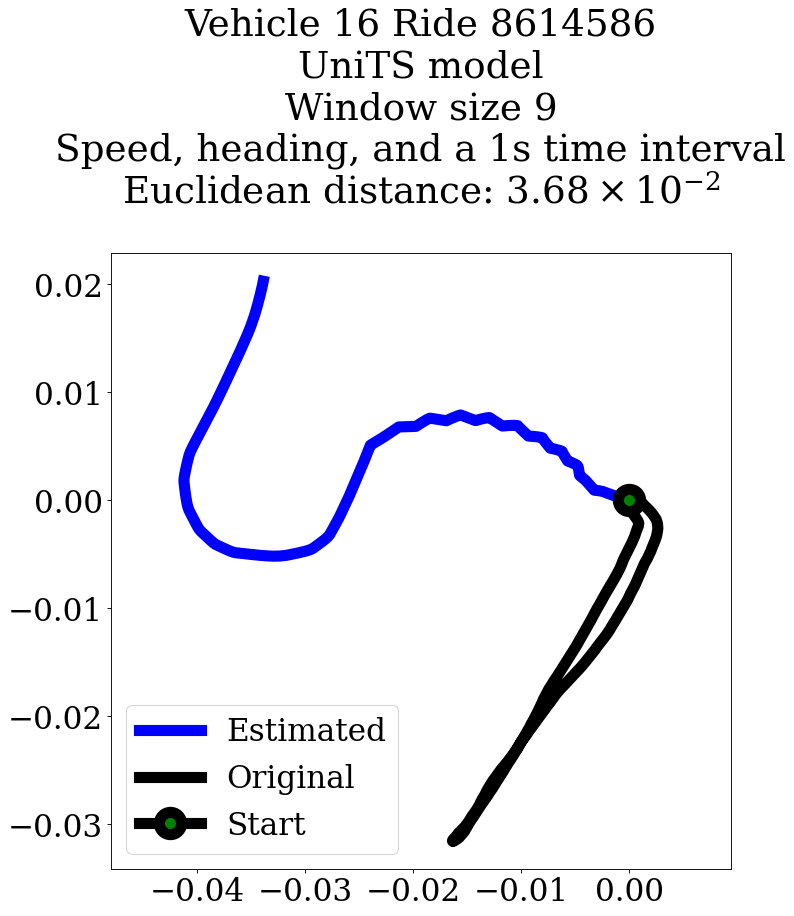 Vehicle 16 Ride 8614586
UniTS model
Window size 9
Speed, heading, and a 1s time interval
Euclidean distance: 3.68 × 10⁻²
0.02
0.01
0.00
−0.01
−0.02
−0.03
Estimated
Original
Start
−0.04 −0.03 −0.02 −0.01 0.00